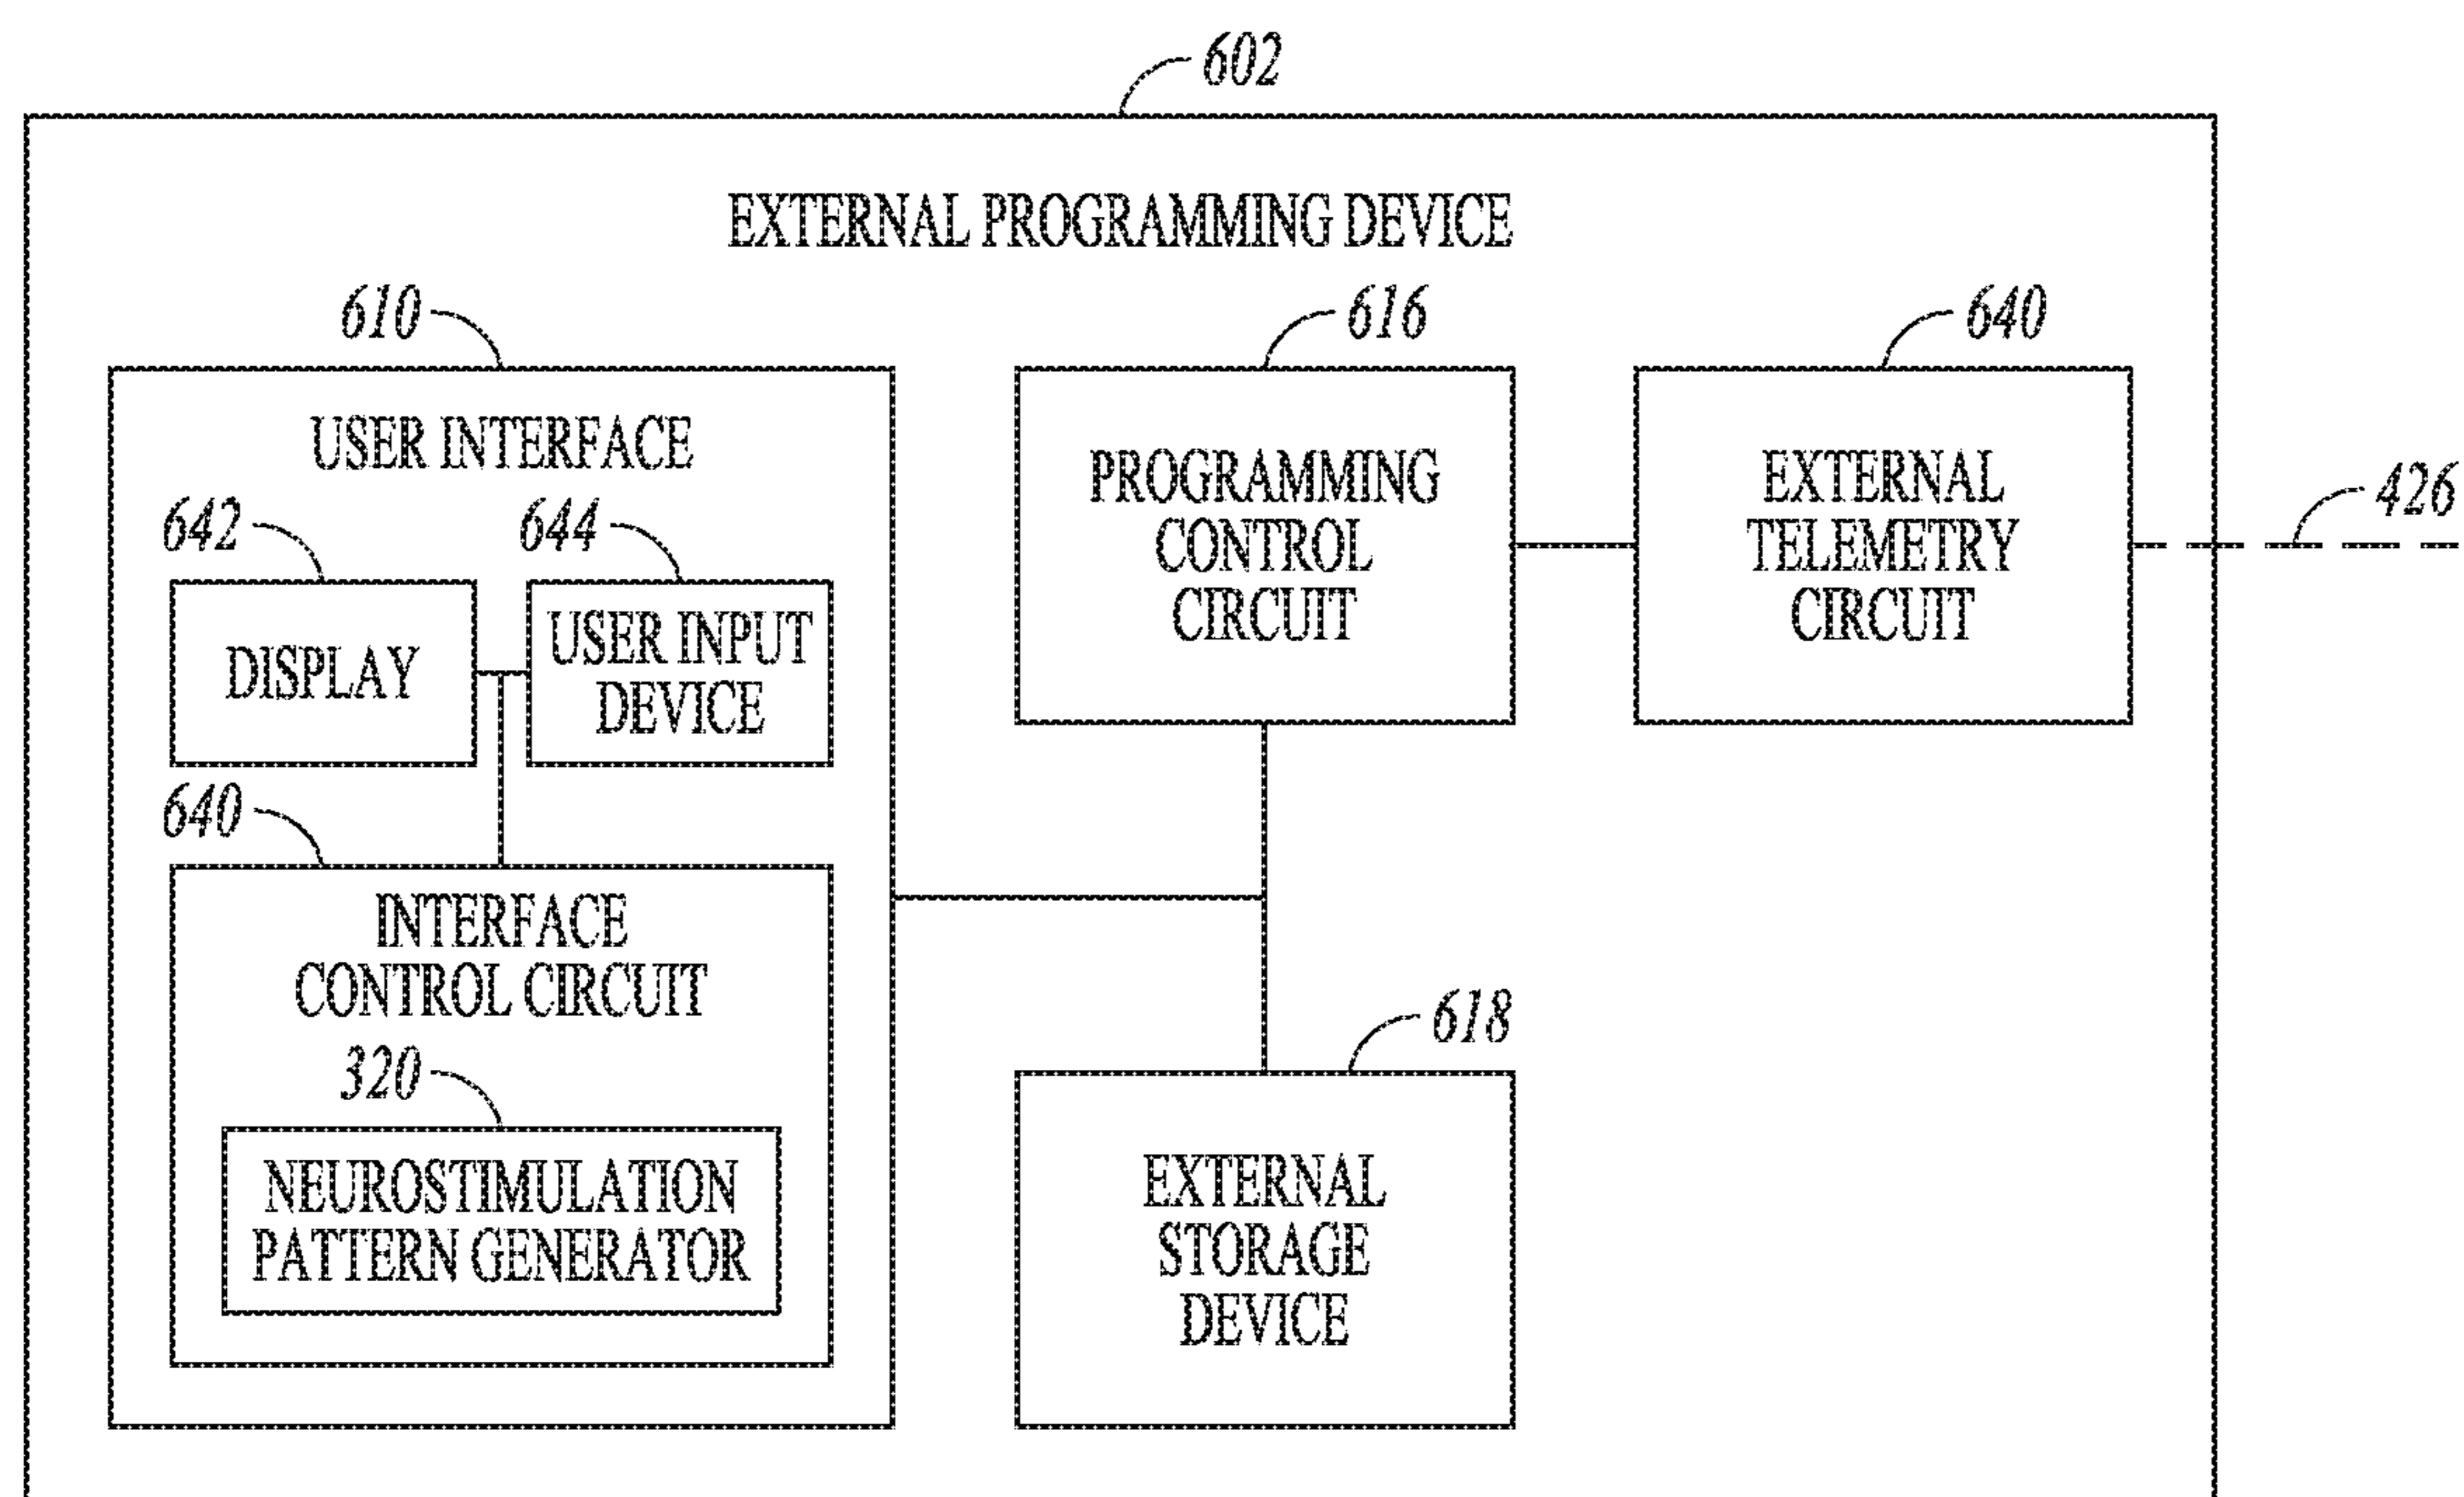 602
EXTERNAL PROGRAMMING DEVICE
610
USER INTERFACE
642
644
DISPLAY
USER INPUT
DEVICE
640
INTERFACE
CONTROL CIRCUIT
320
NEUROSTIMULATION
PATTERN GENERATOR
616
PROGRAMMING
CONTROL
CIRCUIT
640
EXTERNAL
TELEMETRY
CIRCUIT
426
618
EXTERNAL
STORAGE
DEVICE